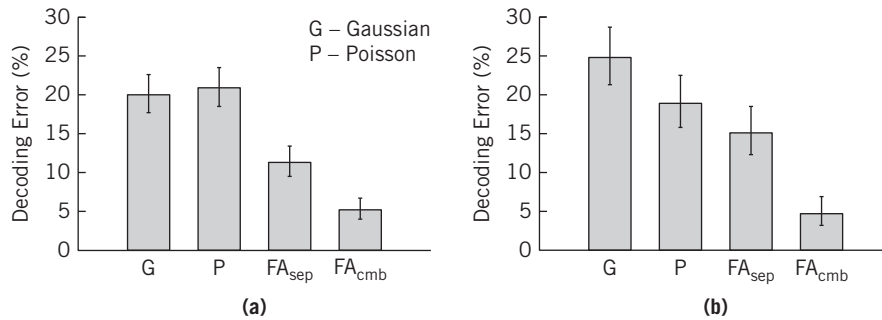 30
25
20
15
10
5
0
Decoding Error (%)
G – Gaussian
P – Poisson
G P FAsep FAcmb
(a)
30
25
20
15
10
5
0
Decoding Error (%)
G P FAsep FAcmb
(b)